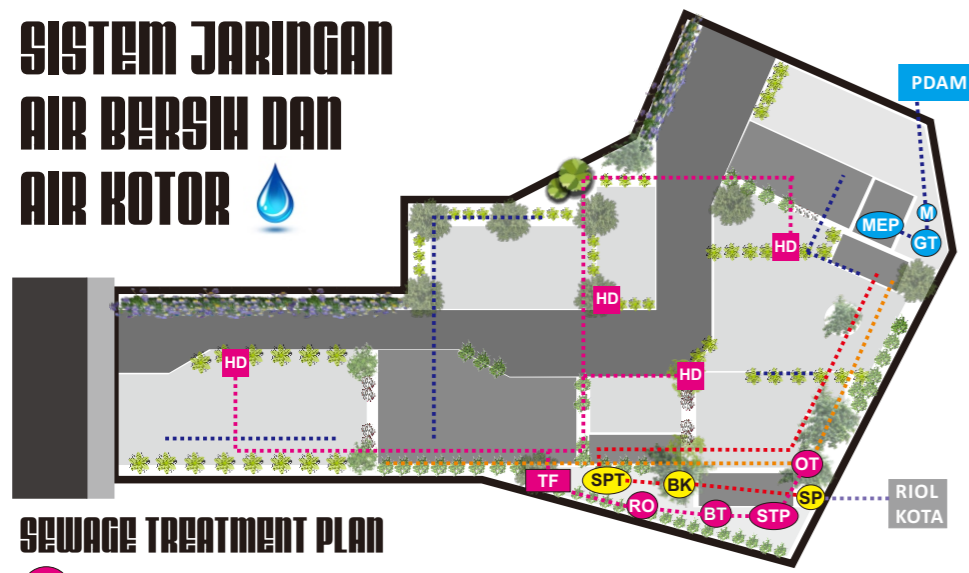 SISTEM JARINGAN
AIR BERSIH DAN
AIR KOTOR
PDAM
M
MEP
GT
HD
HD
HD
HD
OT
TF
SPT
BK
SP
RO
BT
STP
RIOL
KOTA
SEWAGE TREATMENT PLAN